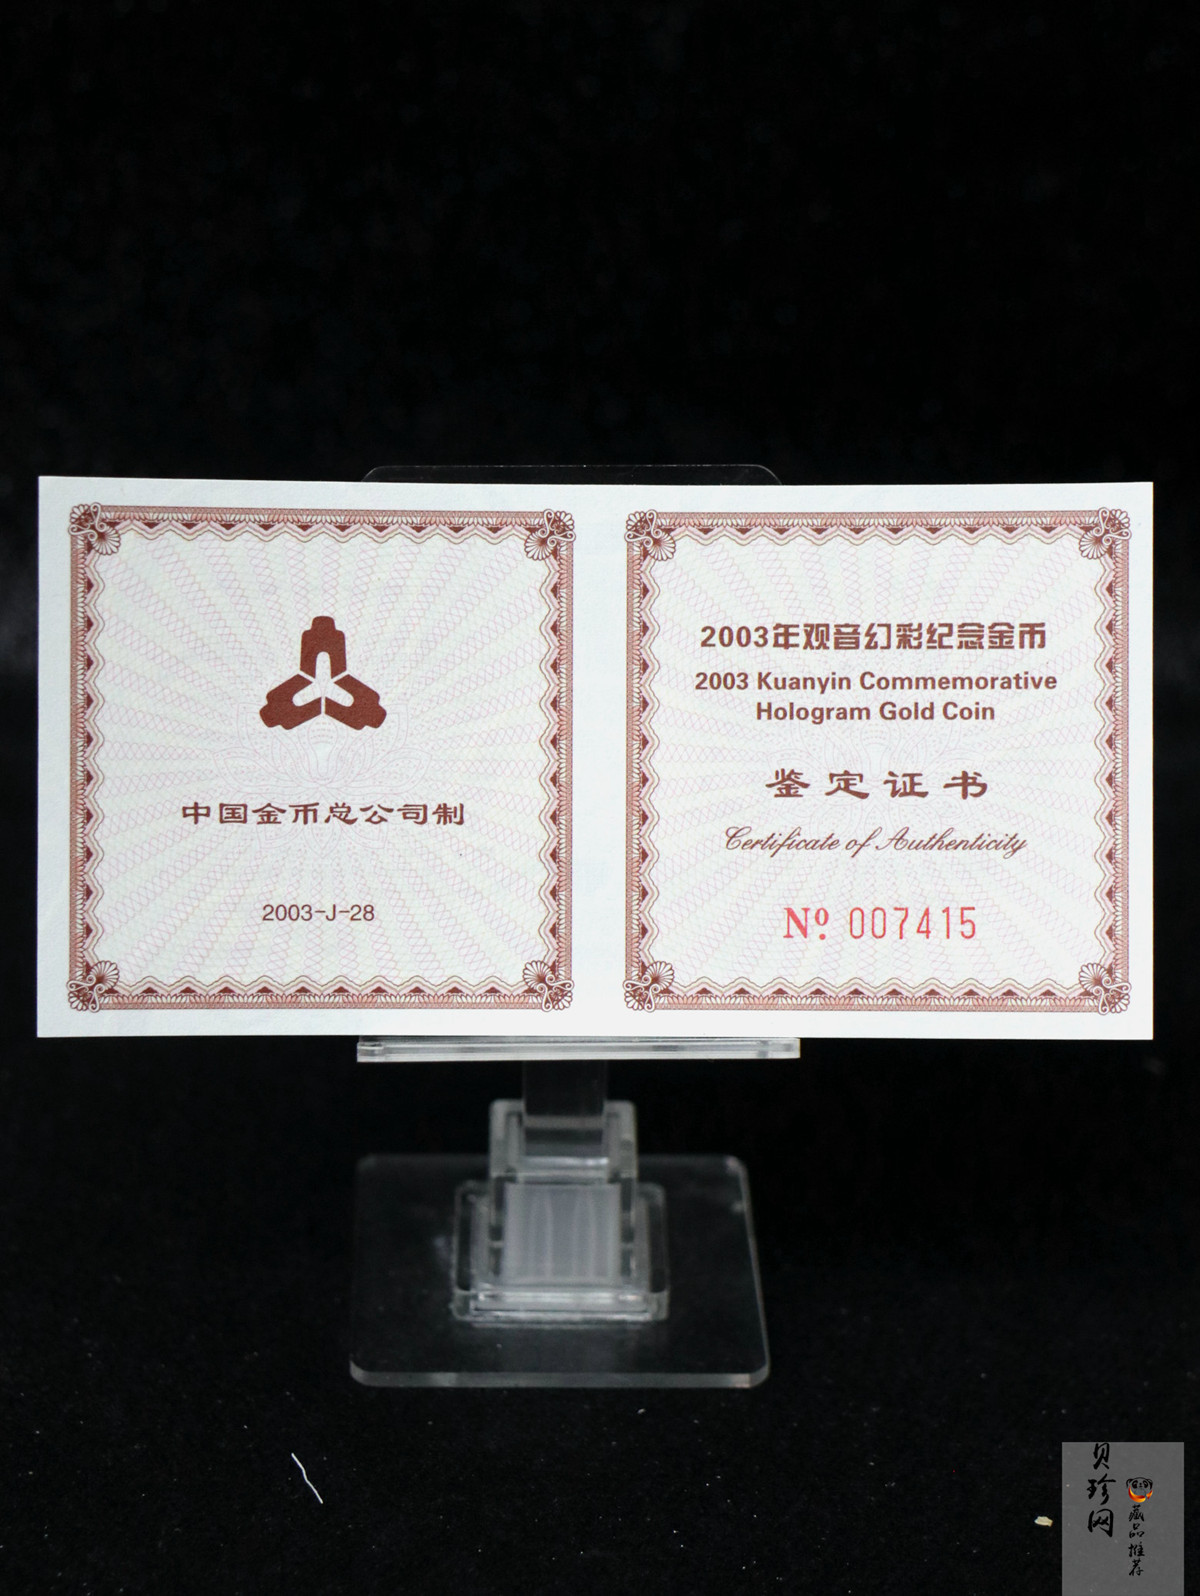 中国金币总公司制
2003-J-28
2003年观音幻彩纪念金币
2003 Kuanyin Commemorative
Hologram Gold Coin
鉴定证书
Certificate of Authenticity
Nº 007415
贝珍网
藏品推荐